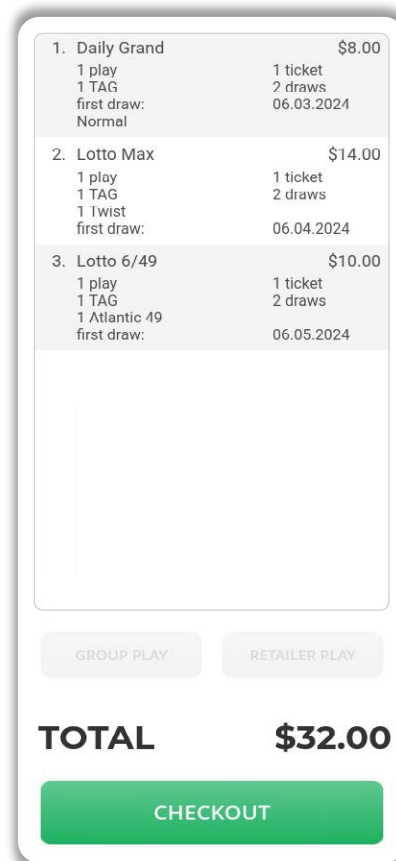 1. Daily Grand $8.00
1 play 1 ticket
1 TAG 2 draws
first draw: 06.03.2024
Normal
2. Lotto Max $14.00
1 play 1 ticket
1 TAG 2 draws
1 Twist
first draw: 06.04.2024
3. Lotto 6/49 $10.00
1 play 1 ticket
1 TAG 2 draws
1 Atlantic 49
first draw: 06.05.2024
GROUP PLAY RETAILER PLAY
TOTAL $32.00
CHECKOUT